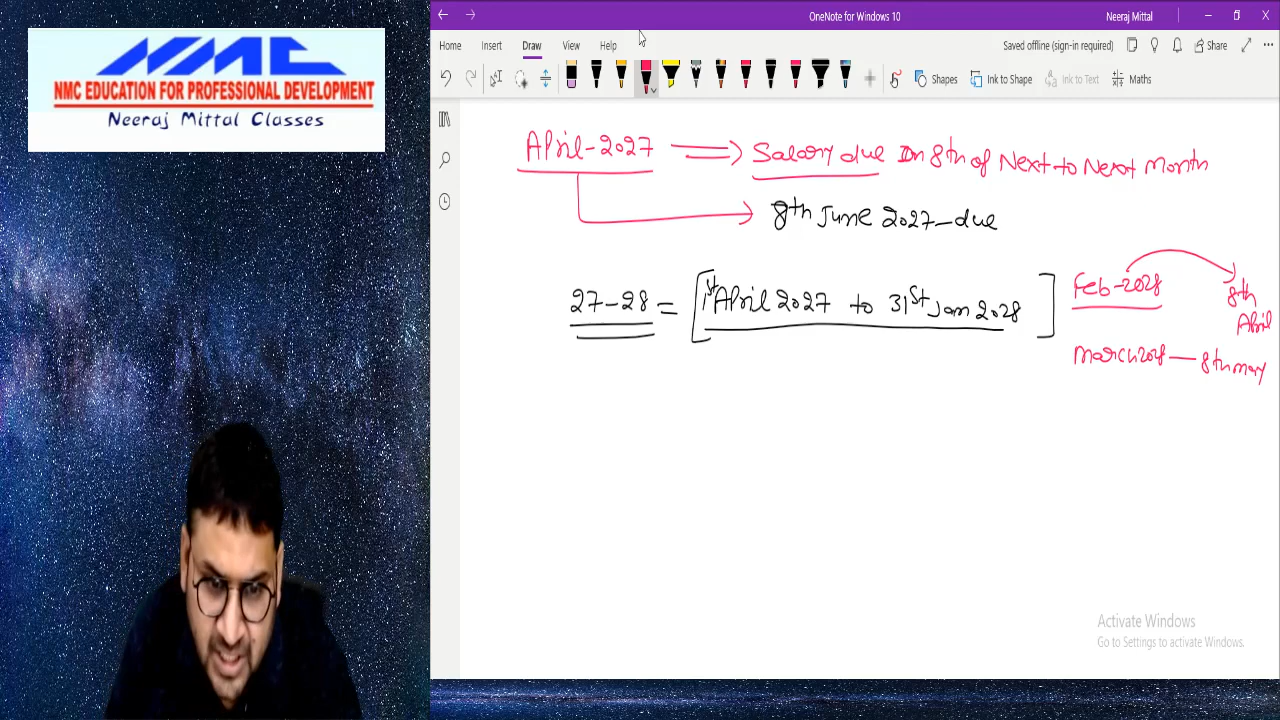 OneNote for Windows 10
Neeraj Mittal
NMC
NMC EDUCATION FOR PROFESSIONAL DEVELOPMENT
Neeraj Mittal Classes
Home Insert Draw View Help
Saved offline (sign-in required)
Share
Shapes
Ink to Shape
Ink to Text
Maths
April-2027 => Salary due on 8th of Next to Next Month
8th June 2027 - due
27-28 = [1st April 2027 to 31st Jan 2028]
Feb-2028
8th
April
March 2028 — 8th may
Activate Windows
Go to Settings to activate Windows.